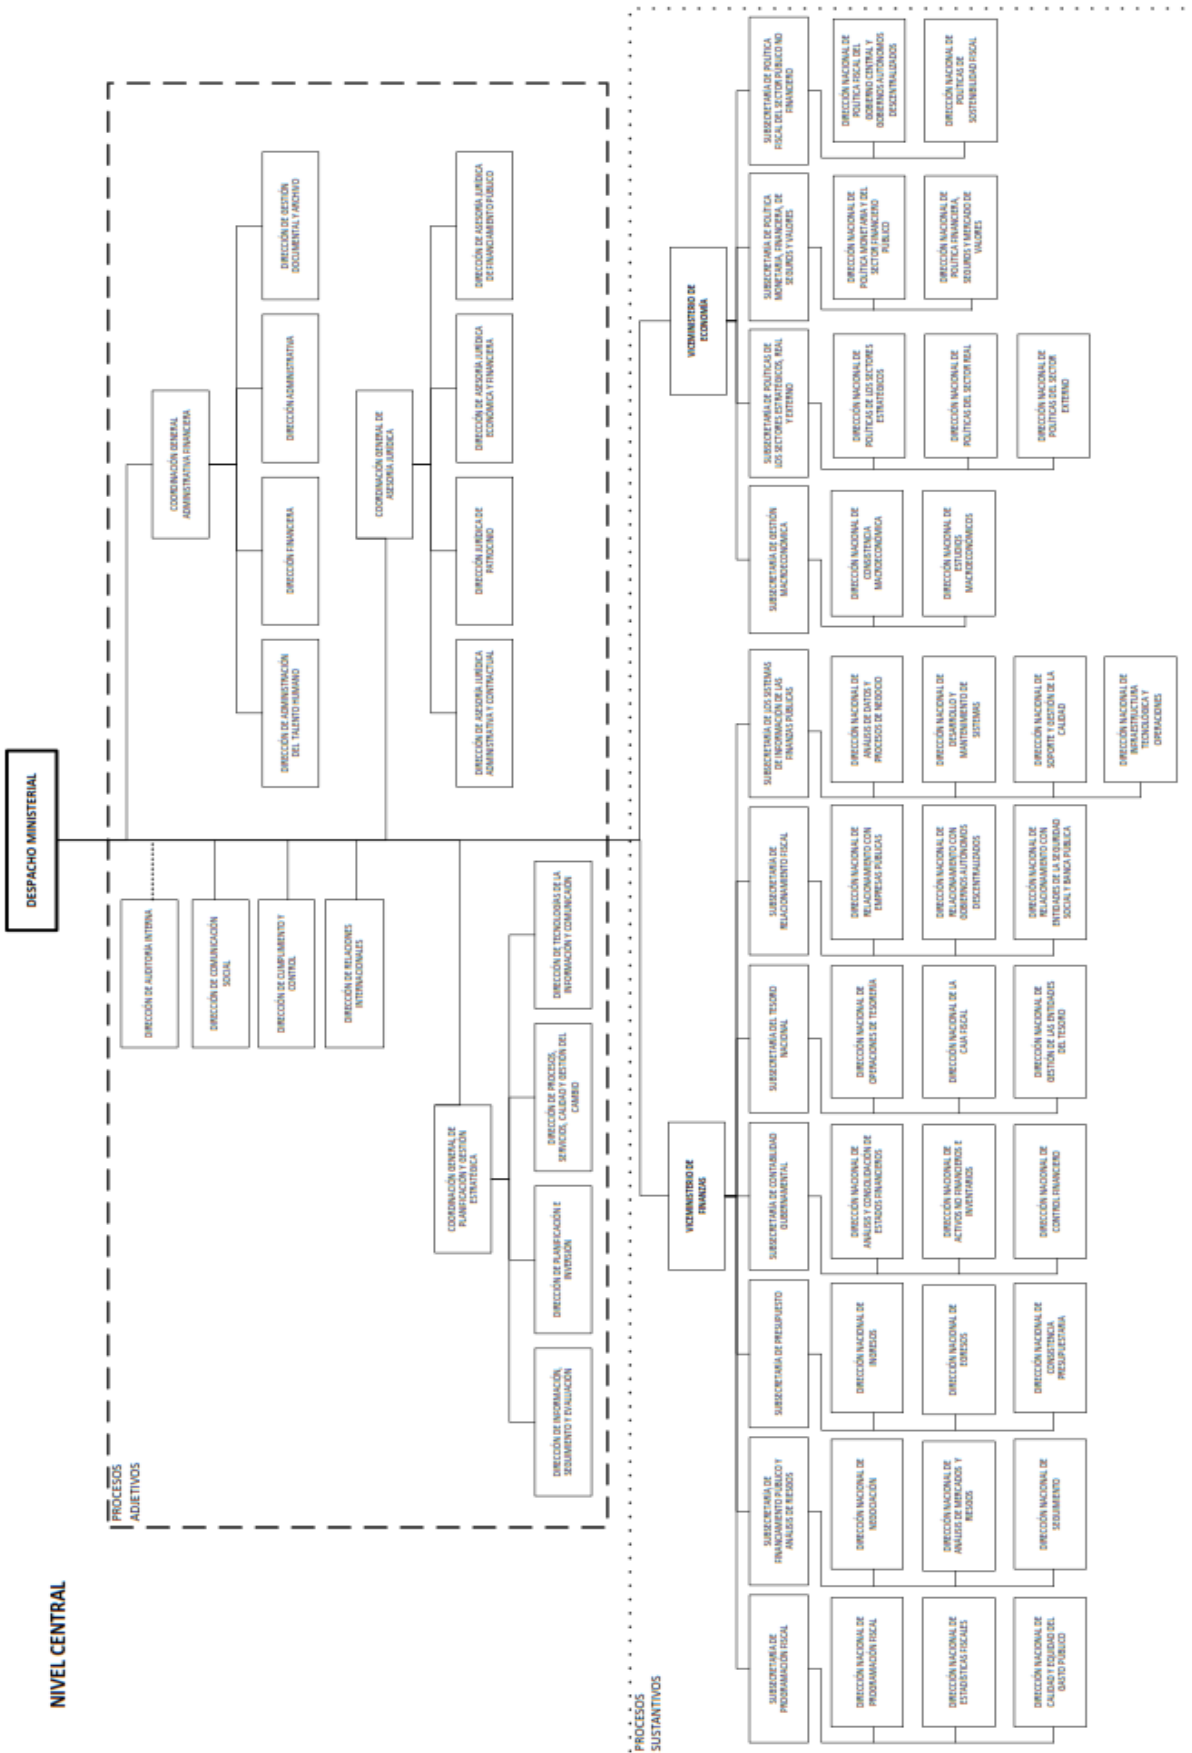 NIVEL CENTRAL
DESPACHO MINISTERIAL
PROCESOS
ADJETIVOS
DIRECCIÓN DE AUDITORÍA INTERNA
DIRECCIÓN DE COMUNICACIÓN
SOCIAL
DIRECCIÓN DE CUMPLIMIENTO Y
CONTROL
DIRECCIÓN DE RELACIONES
INTERNACIONALES
COORDINACIÓN GENERAL
ADMINISTRATIVA FINANCIERA
DIRECCIÓN DE ADMINISTRACIÓN
DEL TALENTO HUMANO
DIRECCIÓN FINANCIERA
DIRECCIÓN ADMINISTRATIVA
DIRECCIÓN DE GESTIÓN
DOCUMENTAL Y ARCHIVO
COORDINACIÓN GENERAL DE
ASESORÍA JURÍDICA
DIRECCIÓN DE ASESORÍA JURÍDICA
ADMINISTRATIVA Y CONTRACTUAL
DIRECCIÓN JURÍDICA DE
PATROCINIO
DIRECCIÓN DE ASESORÍA JURÍDICA
ECONÓMICA Y FINANCIERA
DIRECCIÓN DE ASESORÍA JURÍDICA
DE FINANCIAMIENTO PÚBLICO
COORDINACIÓN GENERAL DE
PLANIFICACIÓN Y GESTIÓN
ESTRATÉGICA
DIRECCIÓN DE INFORMACIÓN,
SEGUIMIENTO Y EVALUACIÓN
DIRECCIÓN DE PLANIFICACIÓN E
INVERSIÓN
DIRECCIÓN DE PROCESOS,
SERVICIOS, CALIDAD Y GESTIÓN DEL
CAMBIO
DIRECCIÓN DE TECNOLOGÍAS DE LA
INFORMACIÓN Y COMUNICACIÓN
PROCESOS
SUSTANTIVOS
VICEMINISTERIO DE
FINANZAS
SUBSECRETARÍA DE
PROGRAMACIÓN FISCAL
DIRECCIÓN NACIONAL DE
PROGRAMACIÓN FISCAL
DIRECCIÓN NACIONAL DE
ESTADÍSTICAS FISCALES
DIRECCIÓN NACIONAL DE
CALIDAD Y EQUIDAD DEL
GASTO PÚBLICO
SUBSECRETARÍA DE
FINANCIAMIENTO PÚBLICO Y
ANÁLISIS DE RIESGOS
DIRECCIÓN NACIONAL DE
NEGOCIACIÓN
DIRECCIÓN NACIONAL DE
ANÁLISIS DE MERCADOS Y
RIESGOS
DIRECCIÓN NACIONAL DE
SEGUIMIENTO
SUBSECRETARÍA DE PRESUPUESTO
DIRECCIÓN NACIONAL DE
INGRESOS
DIRECCIÓN NACIONAL DE
EGRESOS
DIRECCIÓN NACIONAL DE
CONSISTENCIA
PRESUPUESTARIA
SUBSECRETARÍA DE CONTABILIDAD
GUBERNAMENTAL
DIRECCIÓN NACIONAL DE
ANÁLISIS Y CONSOLIDACIÓN DE
ESTADOS FINANCIEROS
DIRECCIÓN NACIONAL DE
ACTIVOS NO FINANCIEROS E
INVENTARIOS
DIRECCIÓN NACIONAL DE
CONTROL FINANCIERO
SUBSECRETARÍA DEL TESORO
NACIONAL
DIRECCIÓN NACIONAL DE
OPERACIONES DE TESORERÍA
DIRECCIÓN NACIONAL DE LA
CAJA FISCAL
DIRECCIÓN NACIONAL DE
GESTIÓN DE LAS ENTIDADES
DEL TESORO
SUBSECRETARÍA DE
RELACIONAMIENTO FISCAL
DIRECCIÓN NACIONAL DE
RELACIONAMIENTO CON
EMPRESAS PÚBLICAS
DIRECCIÓN NACIONAL DE
RELACIONAMIENTO CON
GOBIERNOS AUTÓNOMOS
DESCENTRALIZADOS
DIRECCIÓN NACIONAL DE
RELACIONAMIENTO CON
ENTIDADES DE LA SEGURIDAD
SOCIAL Y BANCA PÚBLICA
SUBSECRETARÍA DE LOS SISTEMAS
DE INFORMACIÓN DE LAS
FINANZAS PÚBLICAS
DIRECCIÓN NACIONAL DE
ANÁLISIS DE DATOS Y
PROCESOS DE NEGOCIO
DIRECCIÓN NACIONAL DE
DESARROLLO Y
MANTENIMIENTO DE
SISTEMAS
DIRECCIÓN NACIONAL DE
SOPORTE Y GESTIÓN DE LA
CALIDAD
DIRECCIÓN NACIONAL DE
INFRAESTRUCTURA
TECNOLÓGICA Y
OPERACIONES
VICEMINISTERIO DE
ECONOMÍA
SUBSECRETARÍA DE GESTIÓN
MACROECONÓMICA
DIRECCIÓN NACIONAL DE
CONSISTENCIA
MACROECONÓMICA
DIRECCIÓN NACIONAL DE
ESTUDIOS
MACROECONÓMICOS
SUBSECRETARÍA DE POLÍTICAS DE
LOS SECTORES ESTRATÉGICOS, REAL
Y EXTERNO
DIRECCIÓN NACIONAL DE
POLÍTICAS DE LOS SECTORES
ESTRATÉGICOS
DIRECCIÓN NACIONAL DE
POLÍTICAS DEL SECTOR REAL
DIRECCIÓN NACIONAL DE
POLÍTICAS DEL SECTOR
EXTERNO
SUBSECRETARÍA DE POLÍTICA
MONETARIA, FINANCIERA, DE
SEGUROS Y VALORES
DIRECCIÓN NACIONAL DE
POLÍTICA MONETARIA Y DEL
SECTOR FINANCIERO
PÚBLICO
DIRECCIÓN NACIONAL DE
POLÍTICA FINANCIERA,
SEGUROS Y MERCADO DE
VALORES
SUBSECRETARÍA DE POLÍTICA
FISCAL DEL SECTOR PÚBLICO NO
FINANCIERO
DIRECCIÓN NACIONAL DE
POLÍTICA FISCAL DEL
GOBIERNO CENTRAL Y
GOBIERNOS AUTÓNOMOS
DESCENTRALIZADOS
DIRECCIÓN NACIONAL DE
POLÍTICAS DE
SOSTENIBILIDAD FISCAL